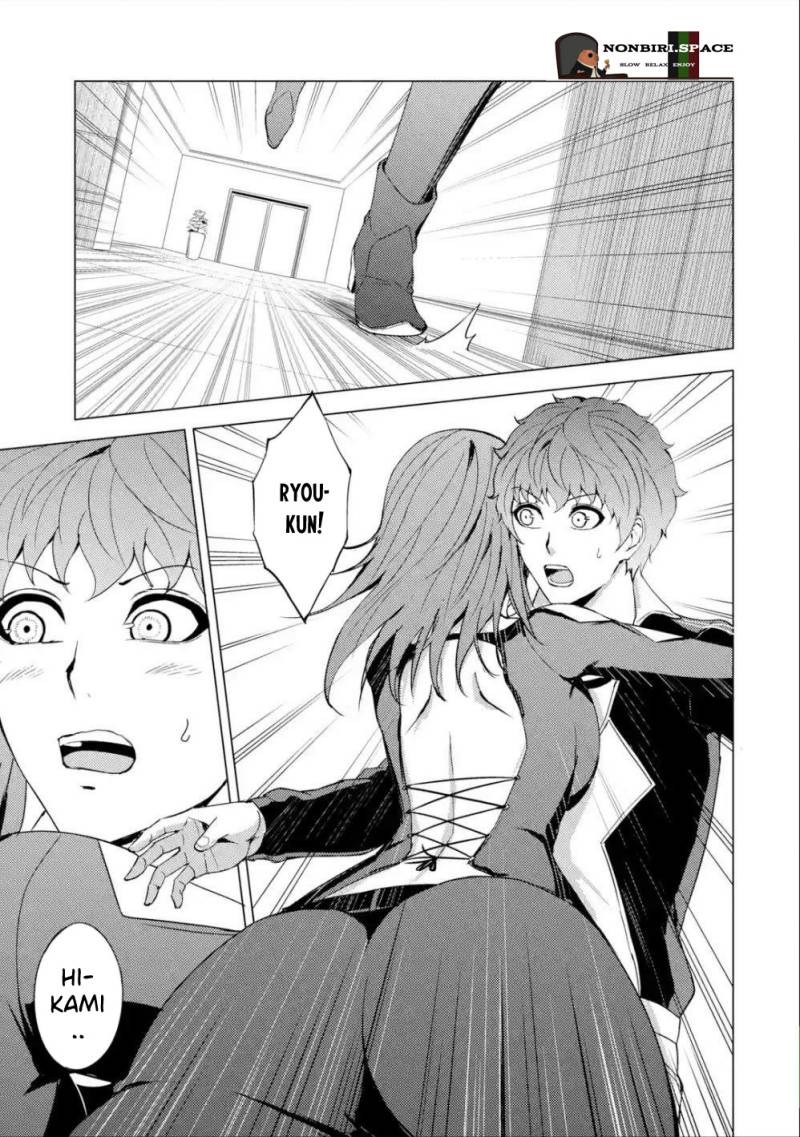 NONBIRI.SPACE
SLOW RELAX ENJOY
RYOU-
KUN!
HI-
KAMI
..